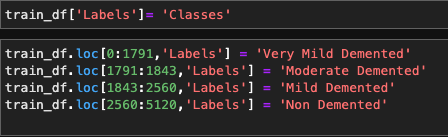 train_df['Labels']= 'Classes'
train_df.loc[0:1791,'Labels'] = 'Very Mild Demented'
train_df.loc[1791:1843,'Labels'] = 'Moderate Demented'
train_df.loc[1843:2560,'Labels'] = 'Mild Demented'
train_df.loc[2560:5120,'Labels'] = 'Non Demented'